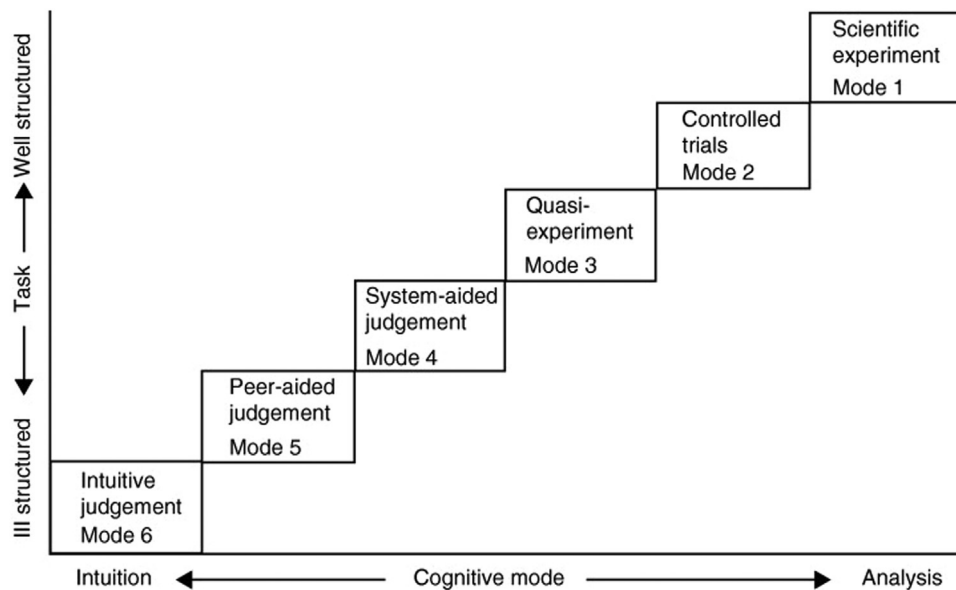 Well structured
Task
Ill structured
Scientific
experiment
Mode 1
Controlled
trials
Mode 2
Quasi-
experiment
Mode 3
System-aided
judgement
Mode 4
Peer-aided
judgement
Mode 5
Intuitive
judgement
Mode 6
Intuition
Cognitive mode
Analysis